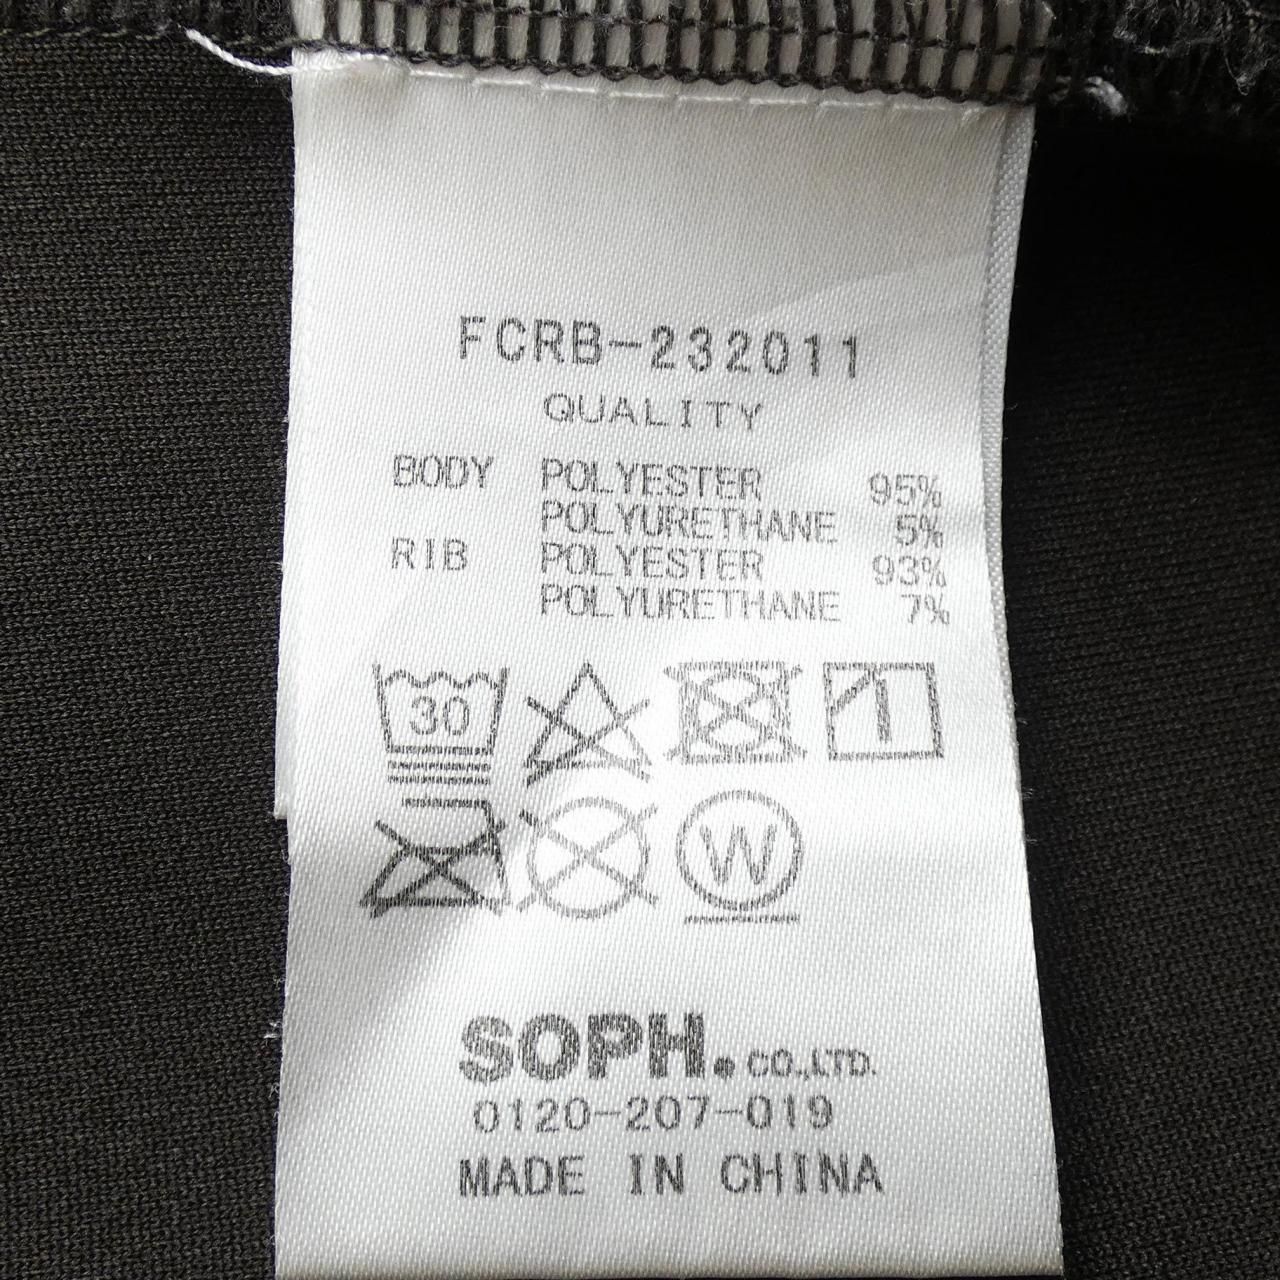 FCRB-232011
QUALITY
BODY POLYESTER 95%
POLYURETHANE 5%
RIB POLYESTER 93%
POLYURETHANE 7%
30
W
SOPH. CO.,LTD.
0120-207-019
MADE IN CHINA